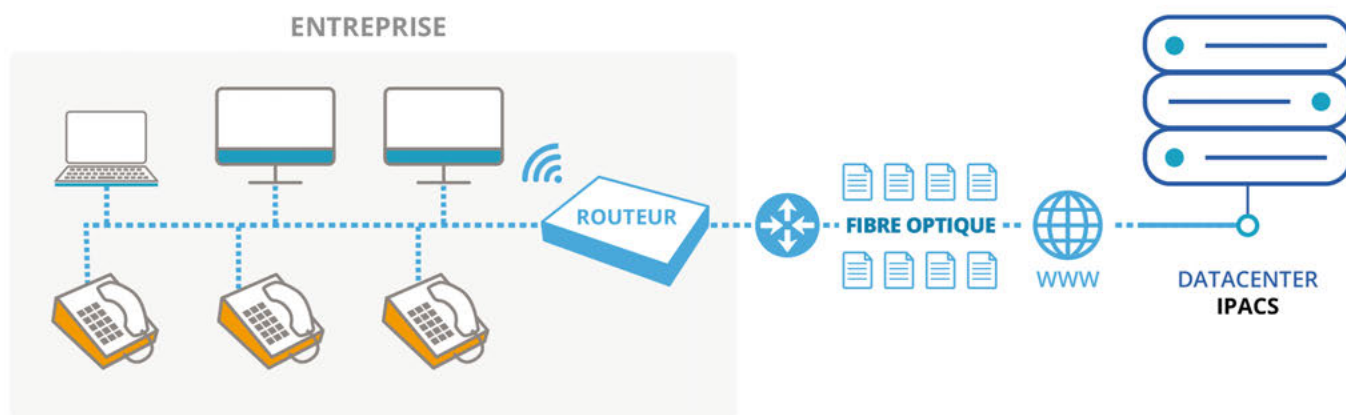 ENTREPRISE
ROUTEUR
FIBRE OPTIQUE
WWW
DATACENTER
IPACS